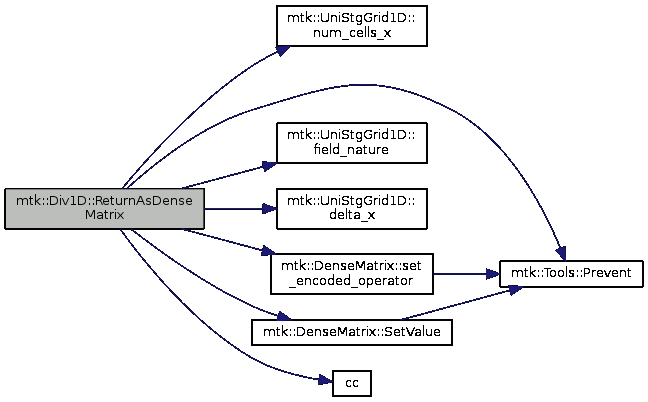 mtk::UniStgGrid1D::
num_cells_x
mtk::UniStgGrid1D::
field_nature
mtk::Div1D::ReturnAsDense
Matrix
mtk::UniStgGrid1D::
delta_x
mtk::DenseMatrix::set
_encoded_operator
mtk::Tools::Prevent
mtk::DenseMatrix::SetValue
cc